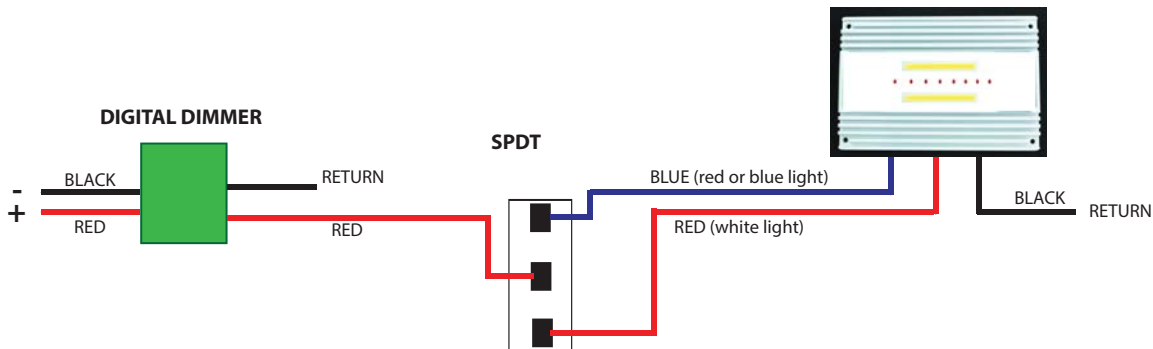 DIGITAL DIMMER
SPDT
-
BLACK
RETURN
BLUE (red or blue light)
+
RED
RED
RED (white light)
BLACK
RETURN